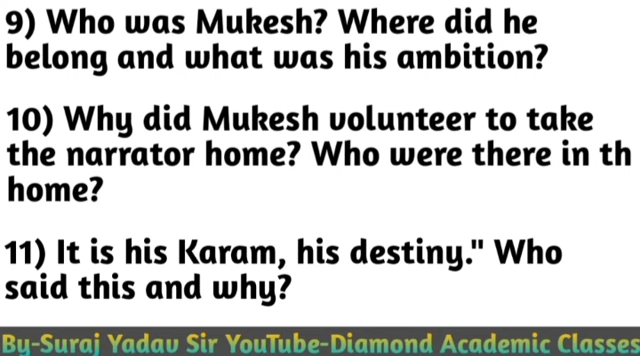 9) Who was Mukesh? Where did he
belong and what was his ambition?
10) Why did Mukesh volunteer to take
the narrator home? Who were there in th
home?
11) It is his Karam, his destiny." Who
said this and why?
By-Suraj Yadav Sir YouTube-Diamond Academic Classes